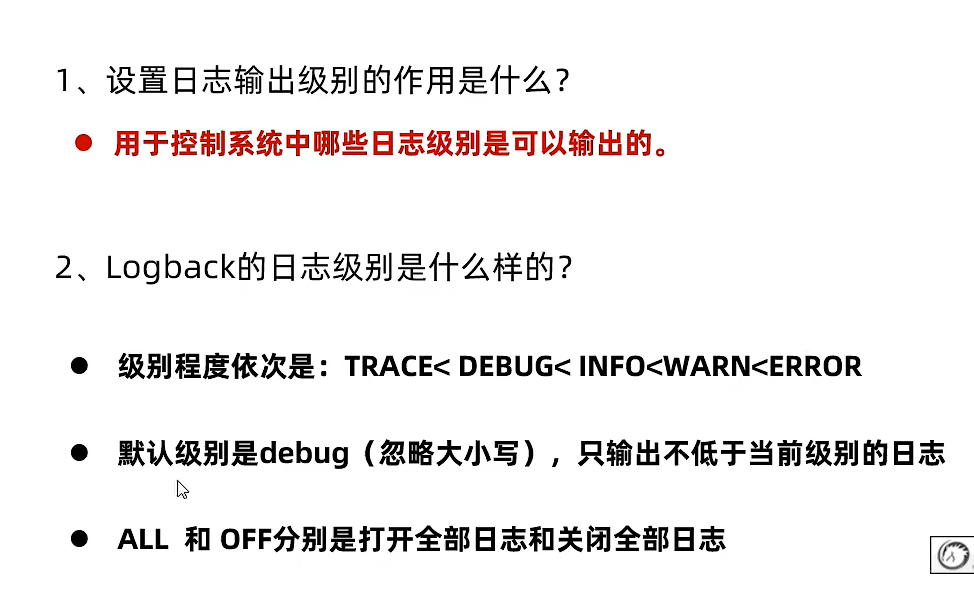 1、设置日志输出级别的作用是什么？
● 用于控制系统中哪些日志级别是可以输出的。
2、Logback的日志级别是什么样的？
● 级别程度依次是：TRACE< DEBUG< INFO<WARN<ERROR
● 默认级别是debug（忽略大小写），只输出不低于当前级别的日志
● ALL 和 OFF分别是打开全部日志和关闭全部日志